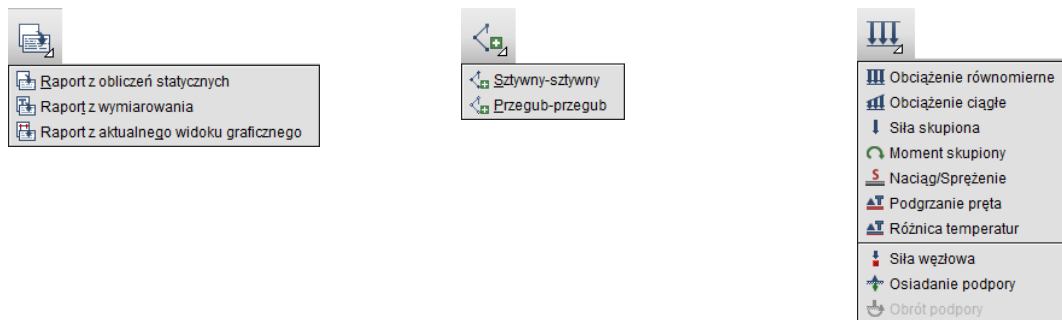 Raport z obliczeń statycznych
Raport z wymiarowania
Raport z aktualnego widoku graficznego
Sztywny-sztywny
Przegub-przegub
Obciążenie równomierne
Obciążenie ciągłe
Siła skupiona
Moment skupiony
S Naciąg/Sprężenie
T Podgrzanie pręta
T Różnica temperatur
Siła węzłowa
Osiadanie podpory
Obrót podpory